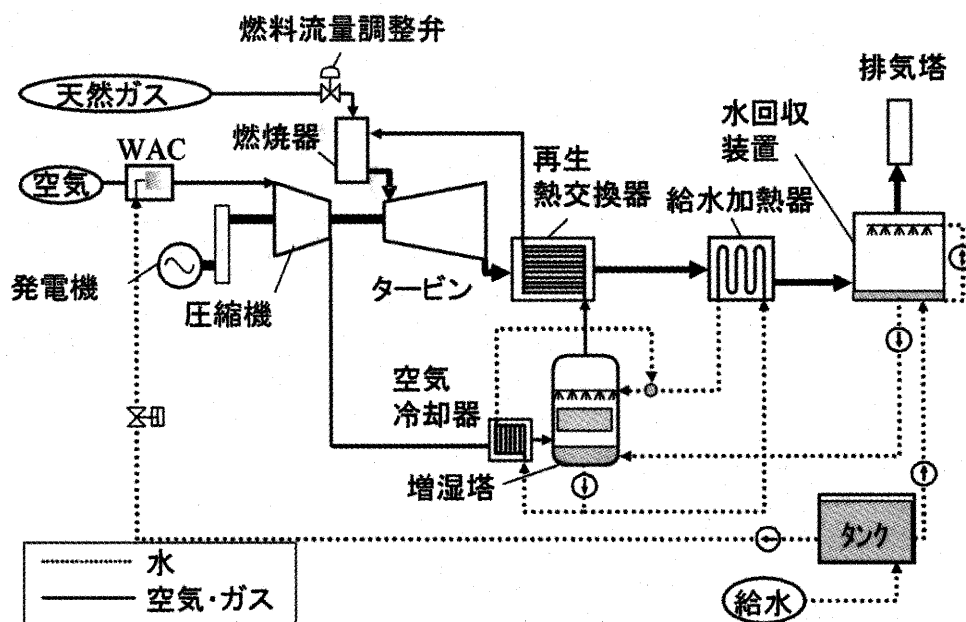 燃料流量調整弁
天然ガス
排気塔
燃焼器
水回収
装置
WAC
再生
熱交換器
空気
給水加熱器
発電機
圧縮機
タービン
空気
冷却器
増湿塔
タンク
水
空気・ガス
給水